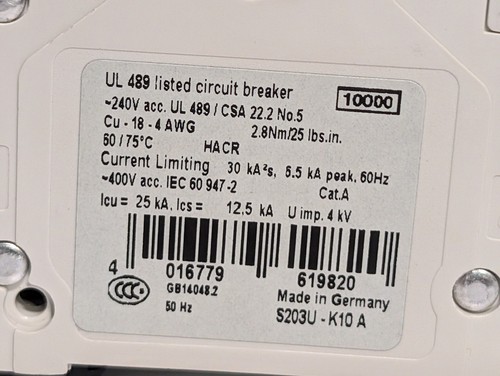 UL 489 listed circuit breaker
10000
~240V acc. UL 489 / CSA 22.2 No.5
Cu - 18 - 4 AWG 2.8Nm/25 lbs.in.
60 / 75°C HACR
Current Limiting 30 kA²s, 6.5 kA peak, 60Hz
~400V acc. IEC 60 947-2 Cat.A
Icu = 25 kA, Ics = 12,5 kA U imp. 4 kV
4 016779 619820
CCC GB14048.2 Made in Germany
50 Hz S203U - K10 A